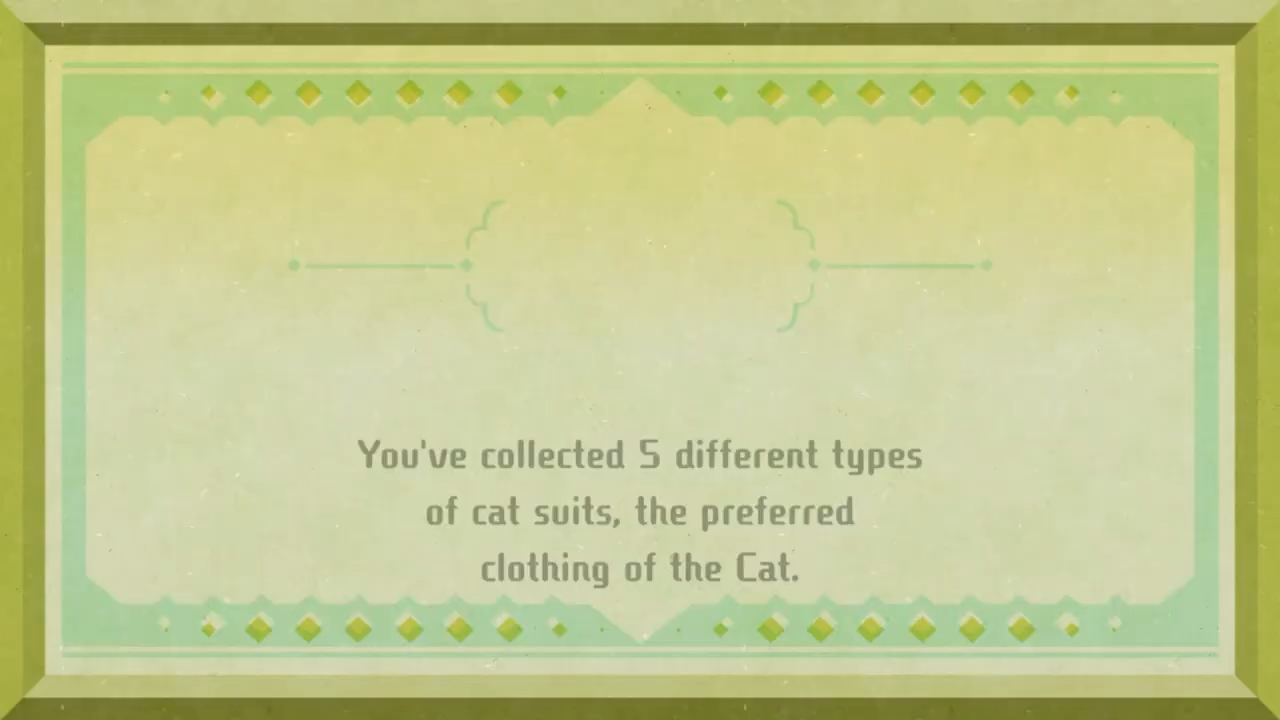 You've collected 5 different types
of cat suits, the preferred
clothing of the Cat.